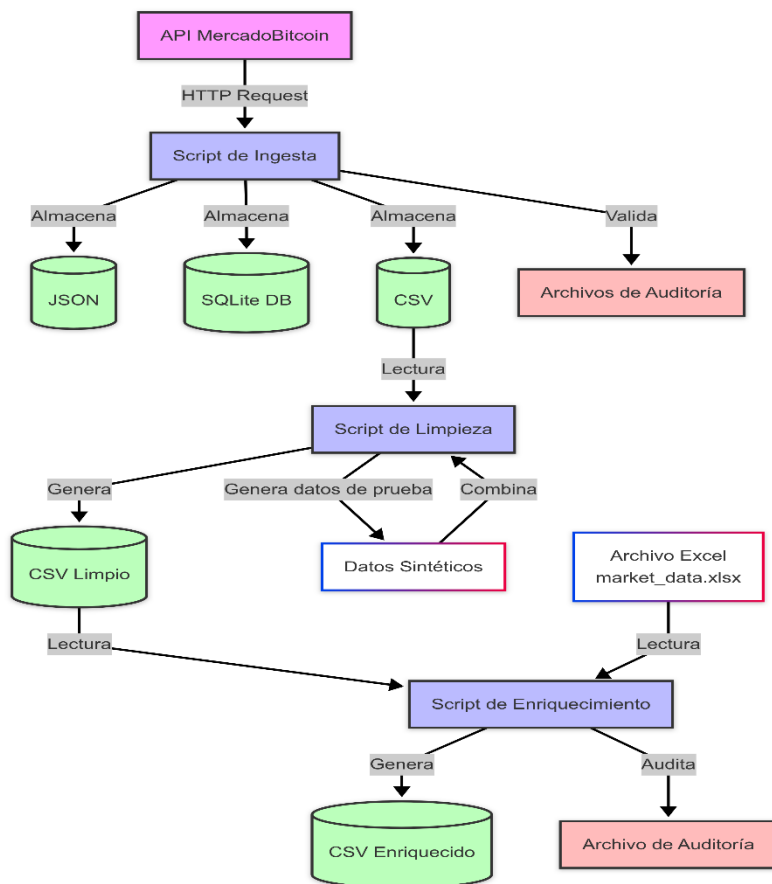 API MercadoBitcoin
HTTP Request
Script de Ingesta
Almacena
Almacena
Almacena
Valida
JSON
SQLite DB
CSV
Archivos de Auditoría
Lectura
Script de Limpieza
Genera
Genera datos de prueba
Combina
CSV Limpio
Datos Sintéticos
Archivo Excel
market_data.xlsx
Lectura
Lectura
Script de Enriquecimiento
Genera
Audita
CSV Enriquecido
Archivo de Auditoría